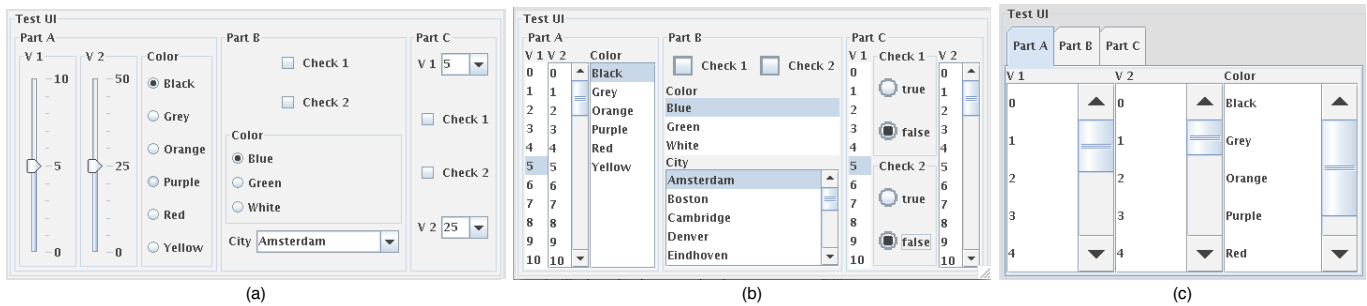 Test UI
Part A
V 1
V 2
Color
10
5
0
50
25
0
Black
Grey
Orange
Purple
Red
Yellow
Part B
Check 1
Check 2
Color
Blue
Green
White
City Amsterdam
Part C
V 1 5
Check 1
Check 2
V 2 25
(a)
Test UI
Part A
V 1 V 2 Color
0 0 Black
1 1 Grey
2 2 Orange
3 3 Purple
4 4 Red
5 5 Yellow
6 6
7 7
8 8
9 9
10 10
Part B
Check 1 Check 2
Color
Blue
Green
White
City
Amsterdam
Boston
Cambridge
Denver
Eindhoven
Part C
V 1
0
1
2
3
4
5
6
7
8
9
10
Check 1
true
false
Check 2
true
false
V 2
0
1
2
3
4
5
6
7
8
9
10
(b)
Test UI
Part A Part B Part C
V 1 V 2 Color
0 0 Black
1 1 Grey
2 2 Orange
3 3 Purple
4 4 Red
(c)